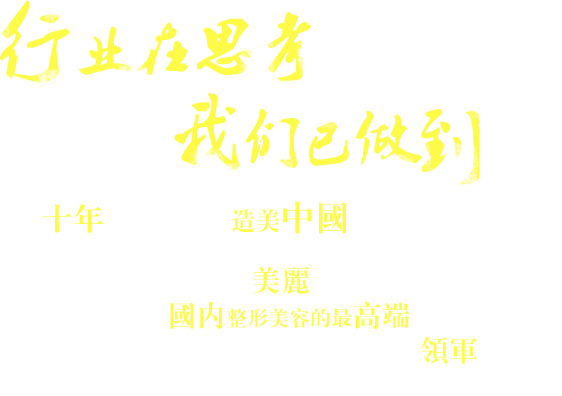 行业在思考
我们已做到
十年 造美中國
美麗
國内整形美容的最高端
領軍